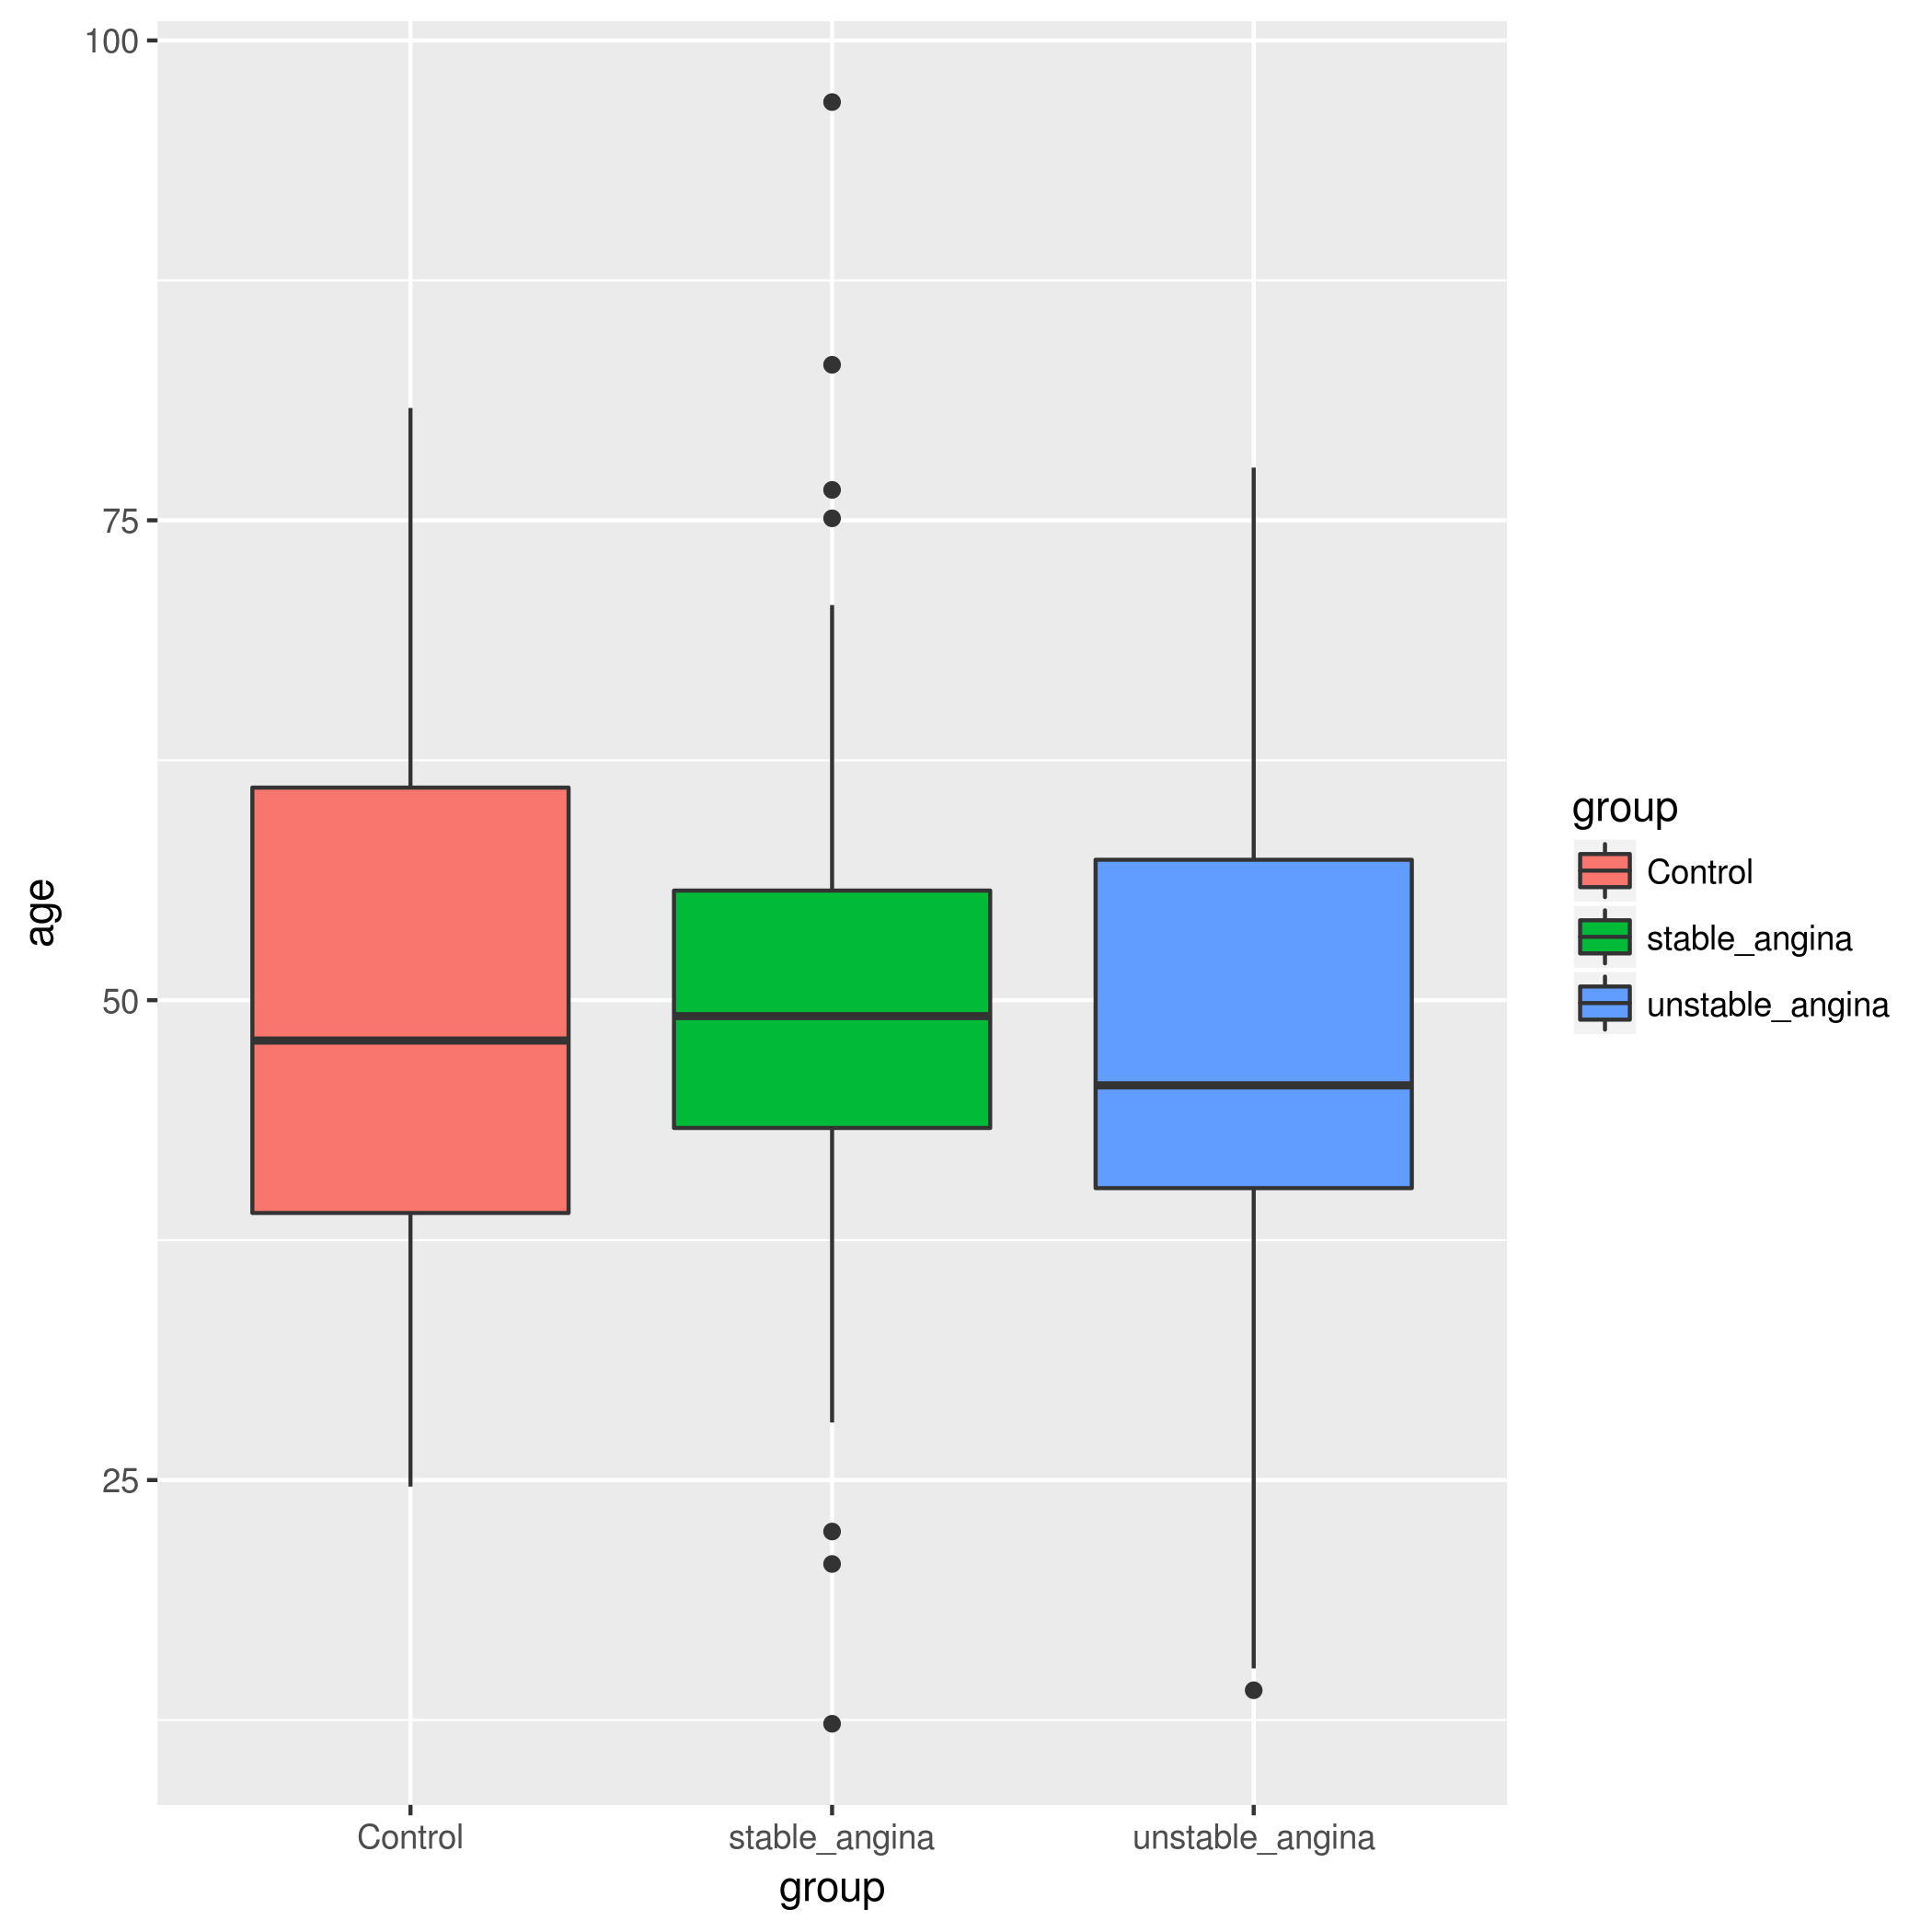 100
75
50
25
age
Control
stable_angina
unstable_angina
group
group
Control
stable_angina
unstable_angina